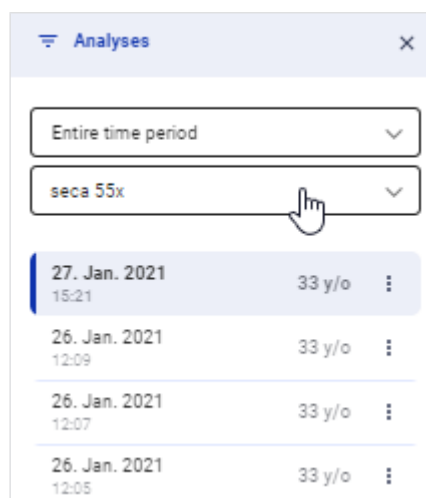 Analyses
Entire time period
seca 55x
27. Jan. 2021 33 y/o
15:21
26. Jan. 2021 33 y/o
12:09
26. Jan. 2021 33 y/o
12:07
26. Jan. 2021 33 y/o
12:05